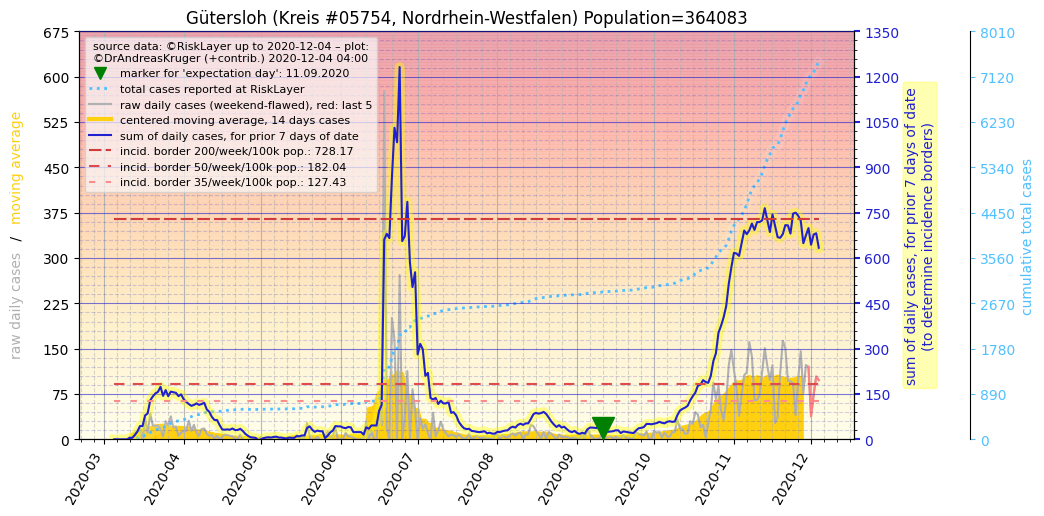 Gütersloh (Kreis #05754, Nordrhein-Westfalen) Population=364083
source data: ©RiskLayer up to 2020-12-04 – plot:
©DrAndreasKruger (+contrib.) 2020-12-04 04:00
marker for 'expectation day': 11.09.2020
total cases reported at RiskLayer
raw daily cases (weekend-flawed), red: last 5
centered moving average, 14 days cases
sum of daily cases, for prior 7 days of date
incid. border 200/week/100k pop.: 728.17
incid. border 50/week/100k pop.: 182.04
incid. border 35/week/100k pop.: 127.43
raw daily cases / moving average
675
600
525
450
375
300
225
150
75
0
1350
1200
1050
900
750
600
450
300
150
0
sum of daily cases, for prior 7 days of date
(to determine incidence borders)
8010
7120
6230
5340
4450
3560
2670
1780
890
0
cumulative total cases
2020-03
2020-04
2020-05
2020-06
2020-07
2020-08
2020-09
2020-10
2020-11
2020-12